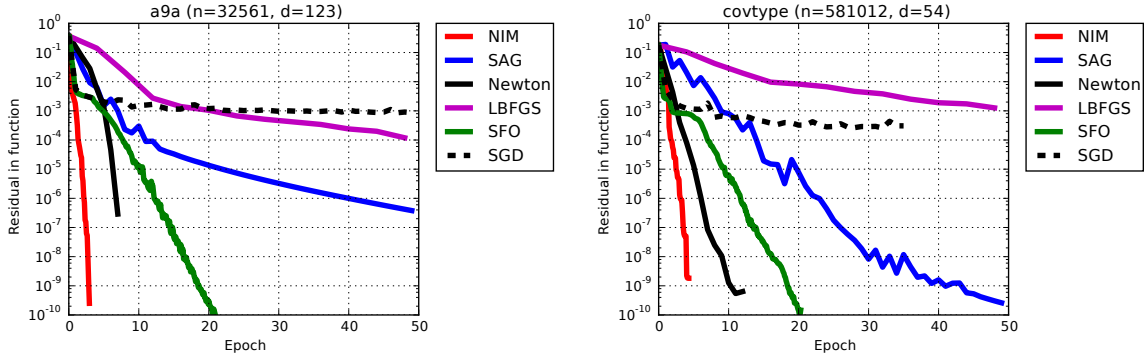 a9a (n=32561, d=123)
Residual in function
10^0
10^-1
10^-2
10^-3
10^-4
10^-5
10^-6
10^-7
10^-8
10^-9
10^-10
0 10 20 30 40 50
Epoch
NIM
SAG
Newton
LBFGS
SFO
SGD
covtype (n=581012, d=54)
Residual in function
10^0
10^-1
10^-2
10^-3
10^-4
10^-5
10^-6
10^-7
10^-8
10^-9
10^-10
0 10 20 30 40 50
Epoch
NIM
SAG
Newton
LBFGS
SFO
SGD